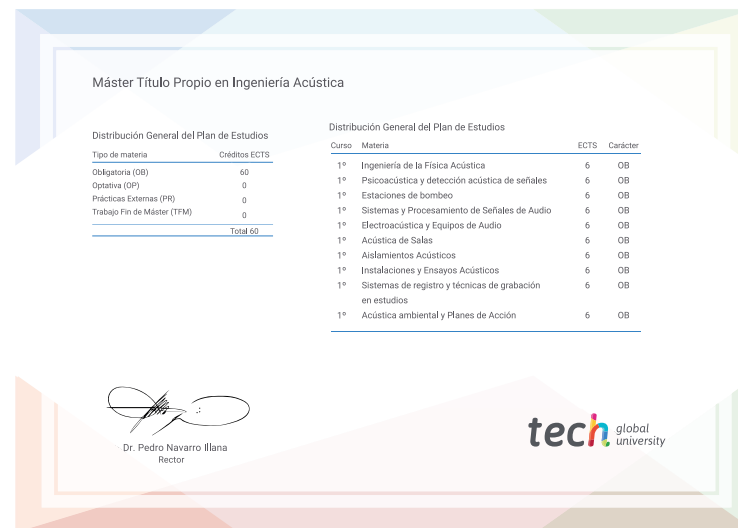 Máster Título Propio en Ingeniería Acústica
Distribución General del Plan de Estudios
Tipo de materia Créditos ECTS
Obligatoria (OB) 60
Optativa (OP) 0
Prácticas Externas (PR) 0
Trabajo Fin de Máster (TFM) 0
Total 60
Distribución General del Plan de Estudios
Curso Materia ECTS Carácter
1º Ingeniería de la Física Acústica 6 OB
1º Psicoacústica y detección acústica de señales 6 OB
1º Estaciones de bombeo 6 OB
1º Sistemas y Procesamiento de Señales de Audio 6 OB
1º Electroacústica y Equipos de Audio 6 OB
1º Acústica de Salas 6 OB
1º Aislamientos Acústicos 6 OB
1º Instalaciones y Ensayos Acústicos 6 OB
1º Sistemas de registro y técnicas de grabación 6 OB
en estudios
1º Acústica ambiental y Planes de Acción 6 OB
Dr. Pedro Navarro Illana
Rector
tech global
university